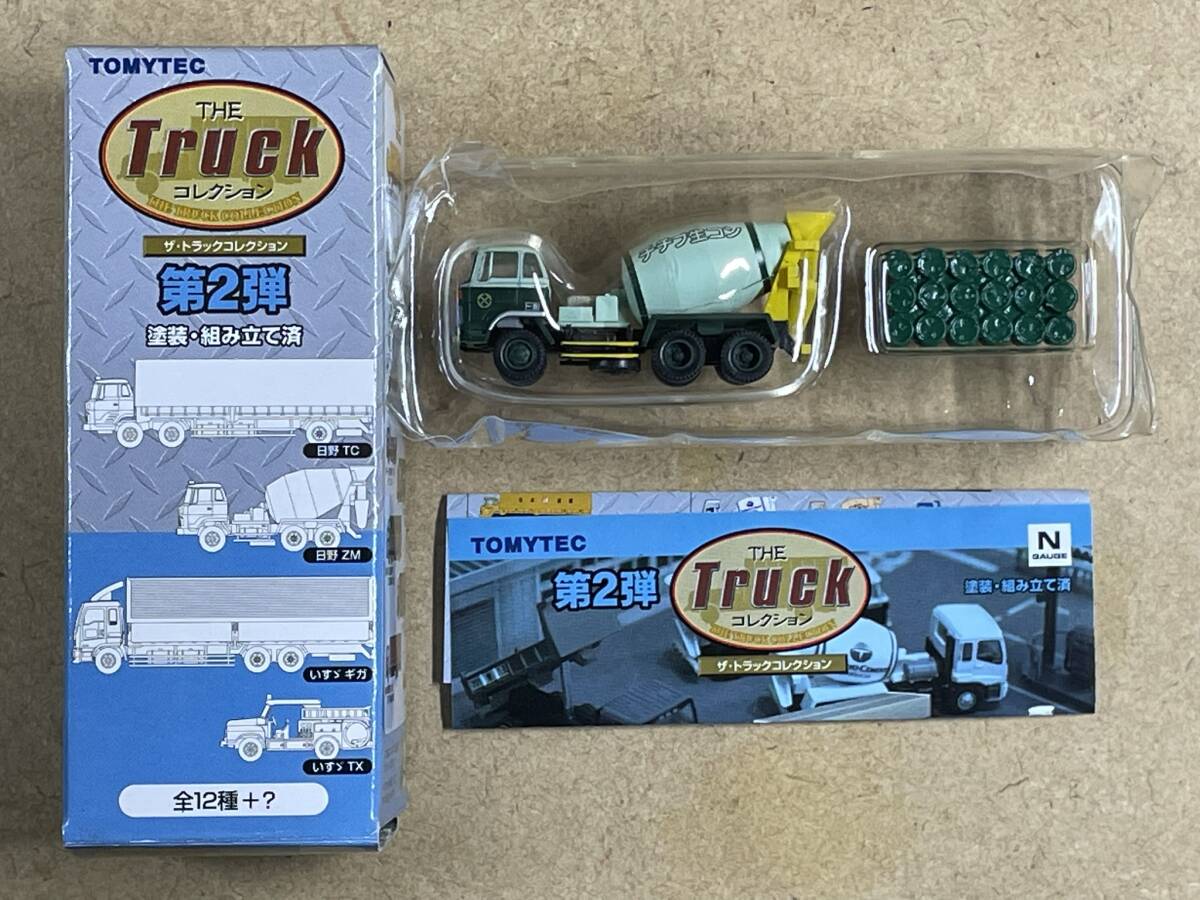 TOMYTEC
THE
Truck
コレクション
THE TRUCK COLLECTION
ザ・トラックコレクション
第2弾
塗装・組み立て済
日野 TC
日野 ZM
いすゞ ギガ
いすゞ TX
全12種+?
チチブ生コン
TOMYTEC
第2弾
THE
Truck
コレクション
THE TRUCK COLLECTION
ザ・トラックコレクション
N
GAUGE
塗装・組み立て済